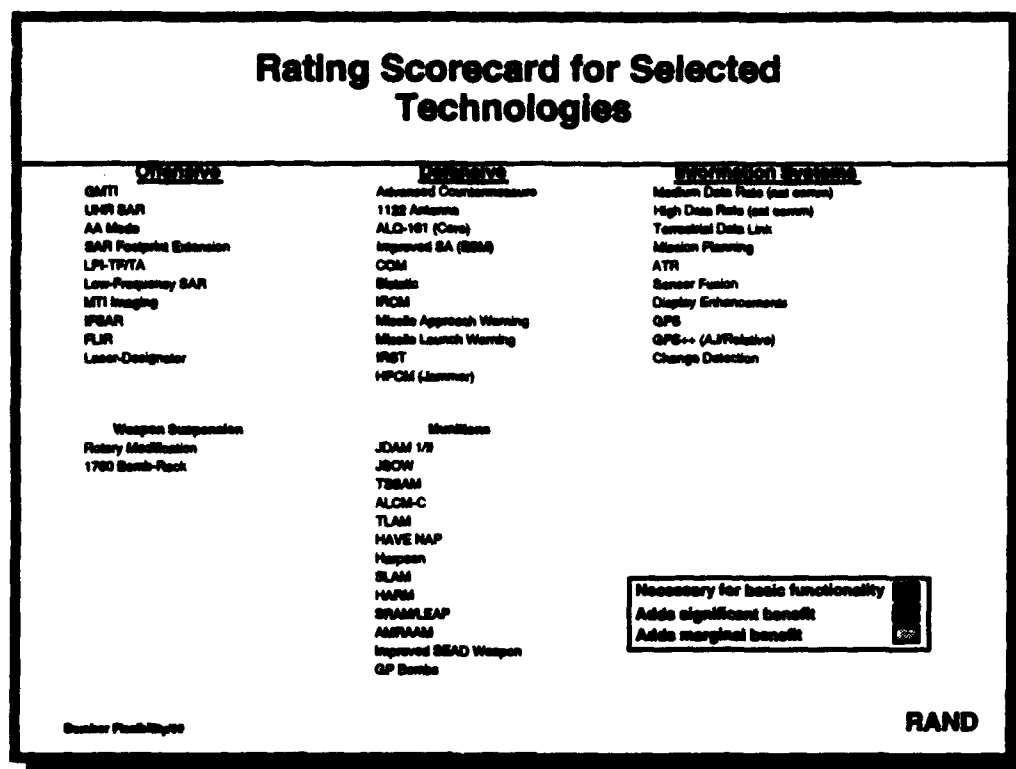 Rating Scorecard for Selected
Technologies
Offensive
GMTI
UHR SAR
AA Mode
SAR Footprint Extension
LPI-TF/TA
Low-Frequency SAR
MTI Imaging
IFSAR
FLIR
Laser-Designator
Defensive
Advanced Countermeasure
1122 Antenna
ALQ-161 (Core)
Improved SA (ESM)
COM
Bistatic
IRCM
Missile Approach Warning
Missile Launch Warning
IRST
HPCM (Jammer)
Information Systems
Medium Data Rate (sat comm)
High Data Rate (sat comm)
Terrestrial Data Link
Mission Planning
ATR
Sensor Fusion
Display Enhancements
GPS
GPS++ (AJ/Relative)
Change Detection
Weapon Suspension
Rotary Modification
1760 Bomb-Rack
Munitions
JDAM 1/II
JSOW
TSSAM
ALCM-C
TLAM
HAVE NAP
Harpoon
SLAM
HARM
SRAM/LEAP
AMRAAM
Improved SEAD Weapon
GP Bombs
Necessary for basic functionality
Adds significant benefit
Adds marginal benefit
Bomber Flexibility
RAND